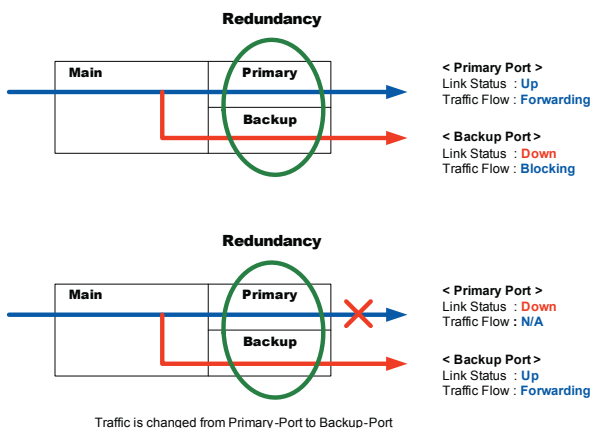 Redundancy
Main
Primary
Backup
< Primary Port >
Link Status : Up
Traffic Flow : Forwarding
< Backup Port >
Link Status : Down
Traffic Flow : Blocking
Redundancy
Main
Primary
Backup
< Primary Port >
Link Status : Down
Traffic Flow : N/A
< Backup Port >
Link Status : Up
Traffic Flow : Forwarding
Traffic is changed from Primary-Port to Backup-Port